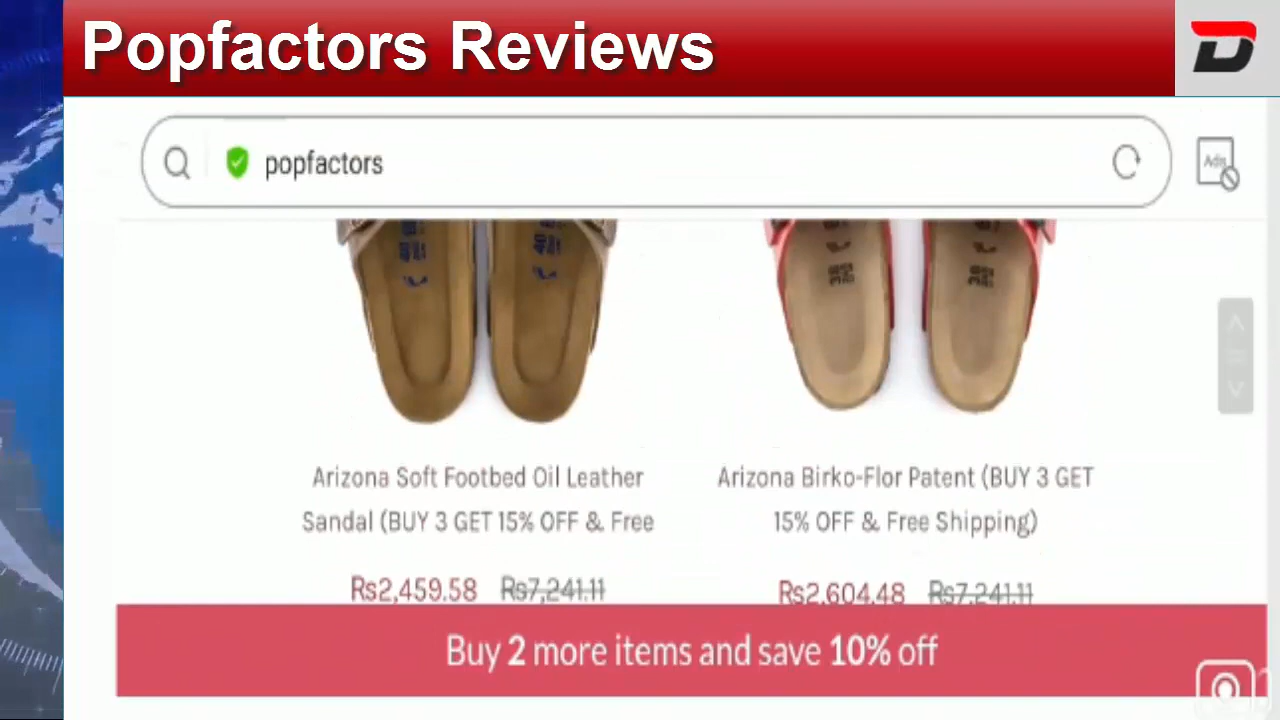 Popfactors Reviews
D
popfactors
Ads
Arizona Soft Footbed Oil Leather
Sandal (BUY 3 GET 15% OFF & Free
Rs2,459.58 Rs7,241.11
Arizona Birko-Flor Patent (BUY 3 GET
15% OFF & Free Shipping)
Rs2,604.48 Rs7,241.11
Buy 2 more items and save 10% off